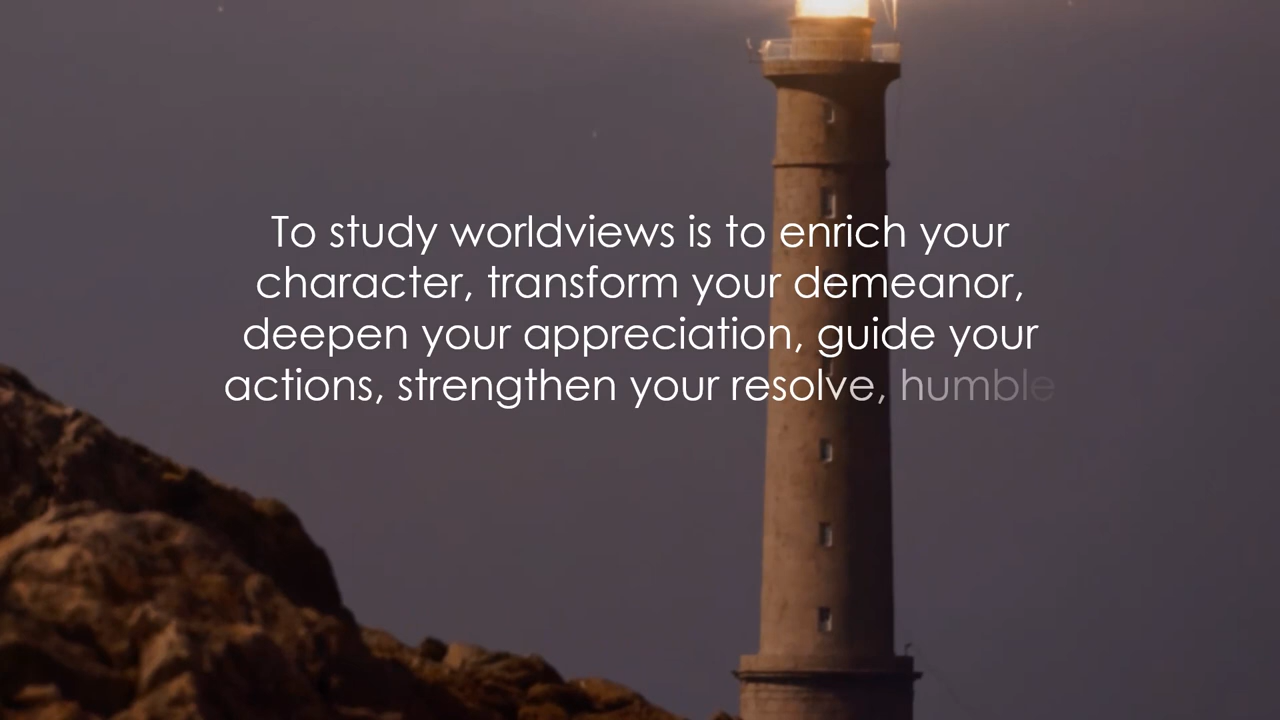 To study worldviews is to enrich your
character, transform your demeanor,
deepen your appreciation, guide your
actions, strengthen your resolve, humble